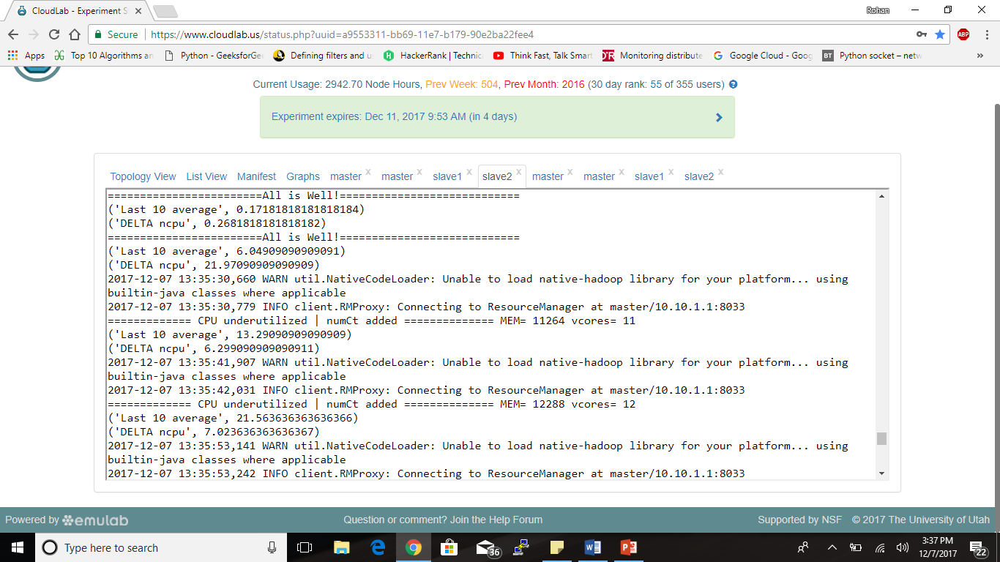 CloudLab - Experiment S
Rohan
Secure
https://www.cloudlab.us/status.php?uuid=a9553311-bb69-11e7-b179-90e2ba22fee4
ABP
Apps
Top 10 Algorithms an
Python - GeeksforGe
Defining filters and u
HackerRank | Technic
Think Fast, Talk Smart
Monitoring distribute
Google Cloud - Goog
BT Python socket – netw
»
Current Usage: 2942.70 Node Hours, Prev Week: 504, Prev Month: 2016 (30 day rank: 55 of 355 users)
Experiment expires: Dec 11, 2017 9:53 AM (in 4 days)
Topology View List View Manifest Graphs master x master x slave1 x slave2 x master x master x slave1 x slave2 x
========================All is Well!============================
('Last 10 average', 0.17181818181818184)
('DELTA ncpu', 0.2681818181818182)
========================All is Well!============================
('Last 10 average', 6.04909090909091)
('DELTA ncpu', 21.97090909090909)
2017-12-07 13:35:30,660 WARN util.NativeCodeLoader: Unable to load native-hadoop library for your platform... using
builtin-java classes where applicable
2017-12-07 13:35:30,779 INFO client.RMProxy: Connecting to ResourceManager at master/10.10.1.1:8033
============= CPU underutilized | numCt added ============== MEM= 11264 vcores= 11
('Last 10 average', 13.29090909090909)
('DELTA ncpu', 6.299090909090911)
2017-12-07 13:35:41,907 WARN util.NativeCodeLoader: Unable to load native-hadoop library for your platform... using
builtin-java classes where applicable
2017-12-07 13:35:42,031 INFO client.RMProxy: Connecting to ResourceManager at master/10.10.1.1:8033
============= CPU underutilized | numCt added ============== MEM= 12288 vcores= 12
('Last 10 average', 21.563636363636366)
('DELTA ncpu', 7.023636363636367)
2017-12-07 13:35:53,141 WARN util.NativeCodeLoader: Unable to load native-hadoop library for your platform... using
builtin-java classes where applicable
2017-12-07 13:35:53,242 INFO client.RMProxy: Connecting to ResourceManager at master/10.10.1.1:8033
Powered by emulab
Question or comment? Join the Help Forum
Supported by NSF © 2017 The University of Utah
Type here to search
36
3:37 PM
12/7/2017
22